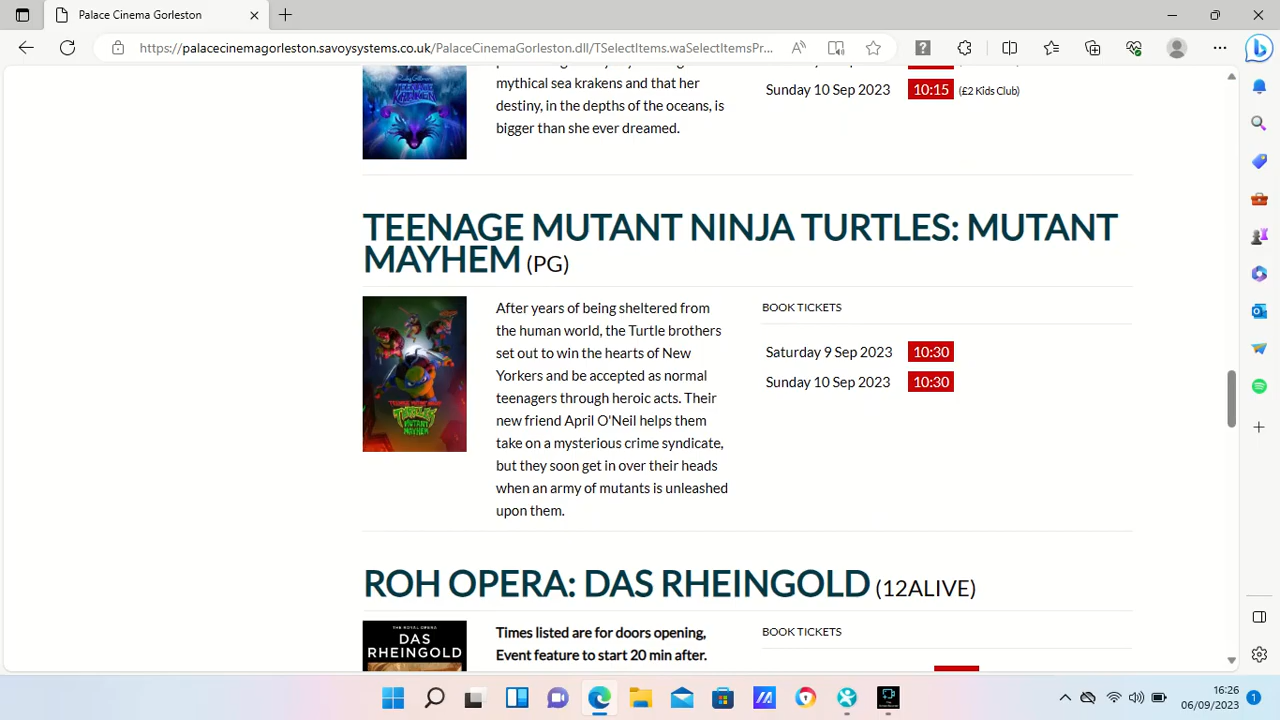 Palace Cinema Gorleston
https://palacecinemagorleston.savoysystems.co.uk/PalaceCinemaGorleston.dll/TSelectItems.waSelectItemsPr...
mythical sea krakens and that her
destiny, in the depths of the oceans, is
bigger than she ever dreamed.
Sunday 10 Sep 2023 10:15 (£2 Kids Club)
TEENAGE MUTANT NINJA TURTLES: MUTANT
MAYHEM (PG)
After years of being sheltered from
the human world, the Turtle brothers
set out to win the hearts of New
Yorkers and be accepted as normal
teenagers through heroic acts. Their
new friend April O'Neil helps them
take on a mysterious crime syndicate,
but they soon get in over their heads
when an army of mutants is unleashed
upon them.
BOOK TICKETS
Saturday 9 Sep 2023 10:30
Sunday 10 Sep 2023 10:30
ROH OPERA: DAS RHEINGOLD (12ALIVE)
THE ROYAL OPERA
DAS
RHEINGOLD
Times listed are for doors opening,
Event feature to start 20 min after.
BOOK TICKETS
16:26
06/09/2023
1